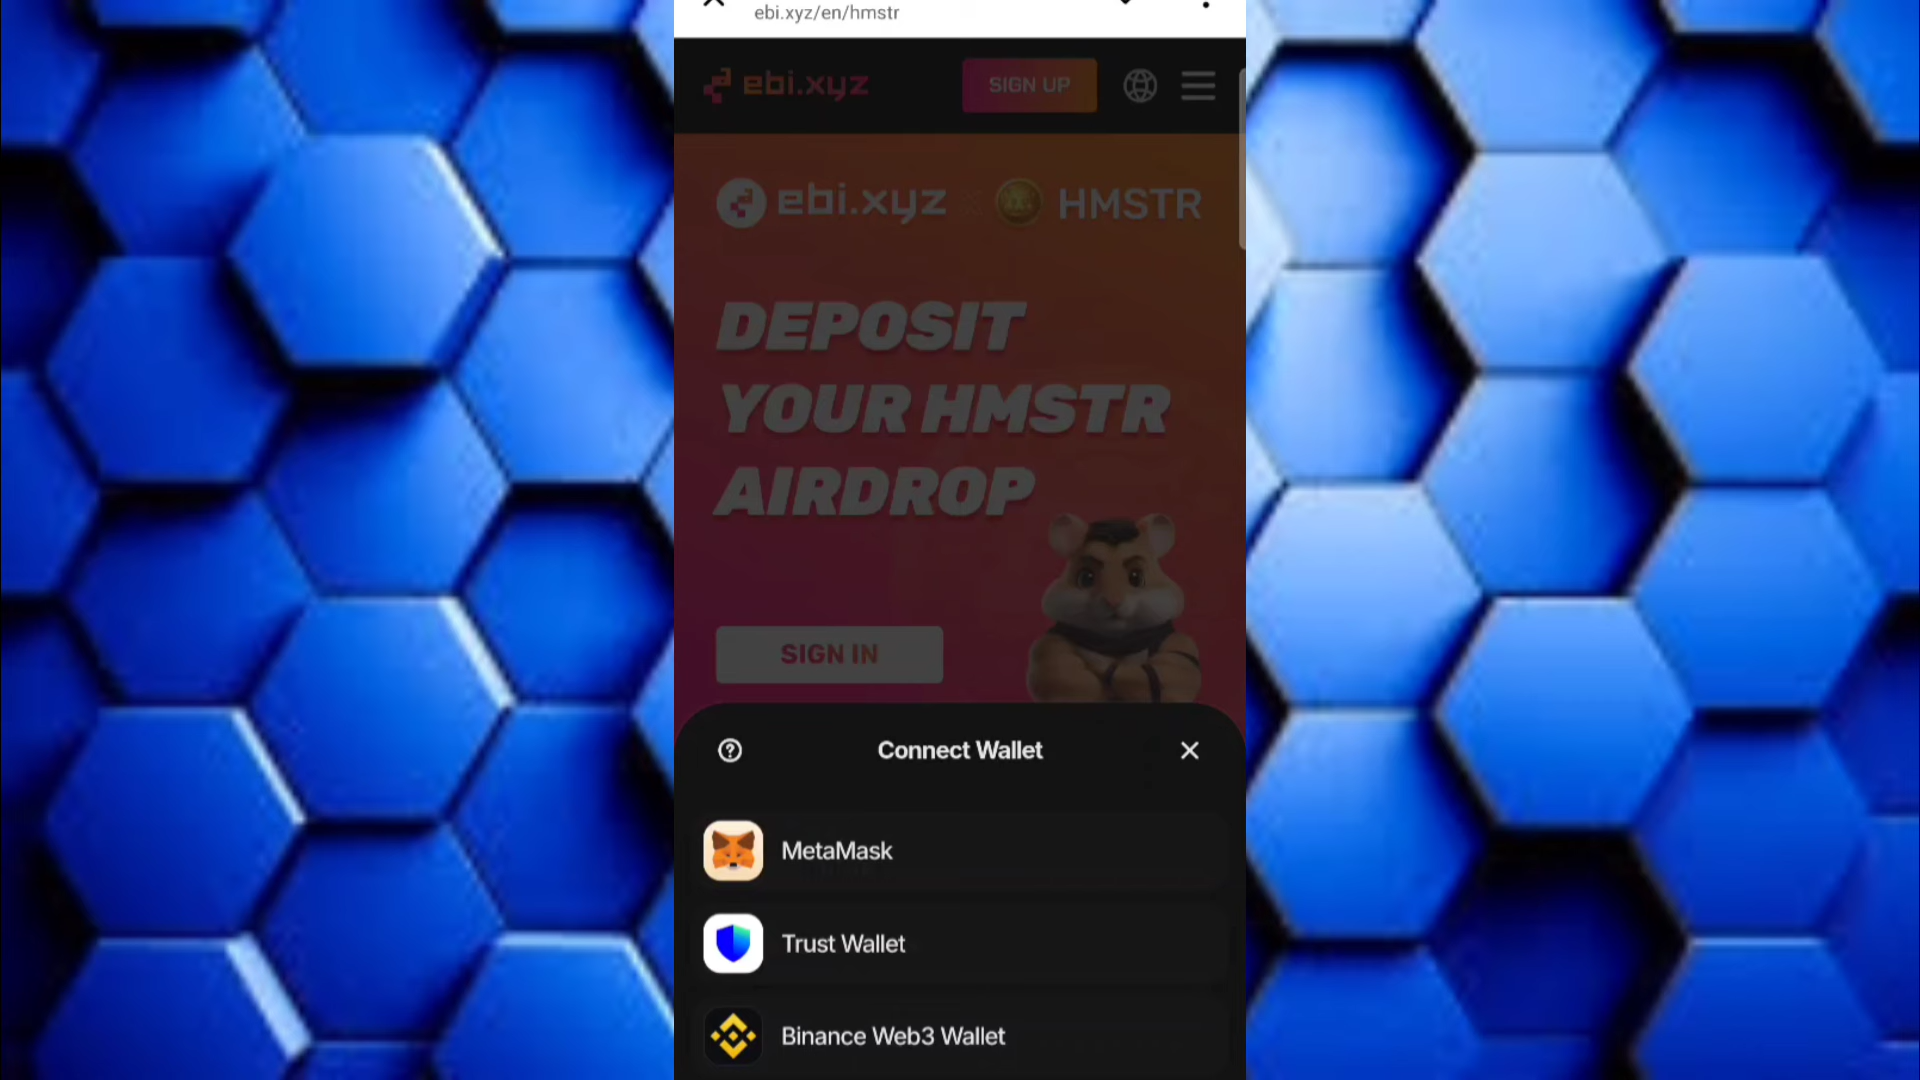 ebi.xyz/en/hmstr
ebi.xyz
SIGN UP
ebi.xyz x HMSTR
DEPOSIT
YOUR HMSTR
AIRDROP
SIGN IN
Connect Wallet
MetaMask
Trust Wallet
Binance Web3 Wallet